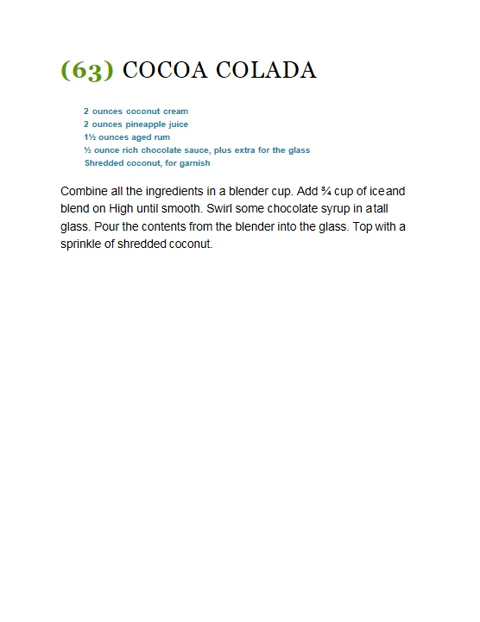 (63) COCOA COLADA
2 ounces coconut cream
2 ounces pineapple juice
1½ ounces aged rum
½ ounce rich chocolate sauce, plus extra for the glass
Shredded coconut, for garnish
Combine all the ingredients in a blender cup. Add ¾ cup of ice and
blend on High until smooth. Swirl some chocolate syrup in a tall
glass. Pour the contents from the blender into the glass. Top with a
sprinkle of shredded coconut.